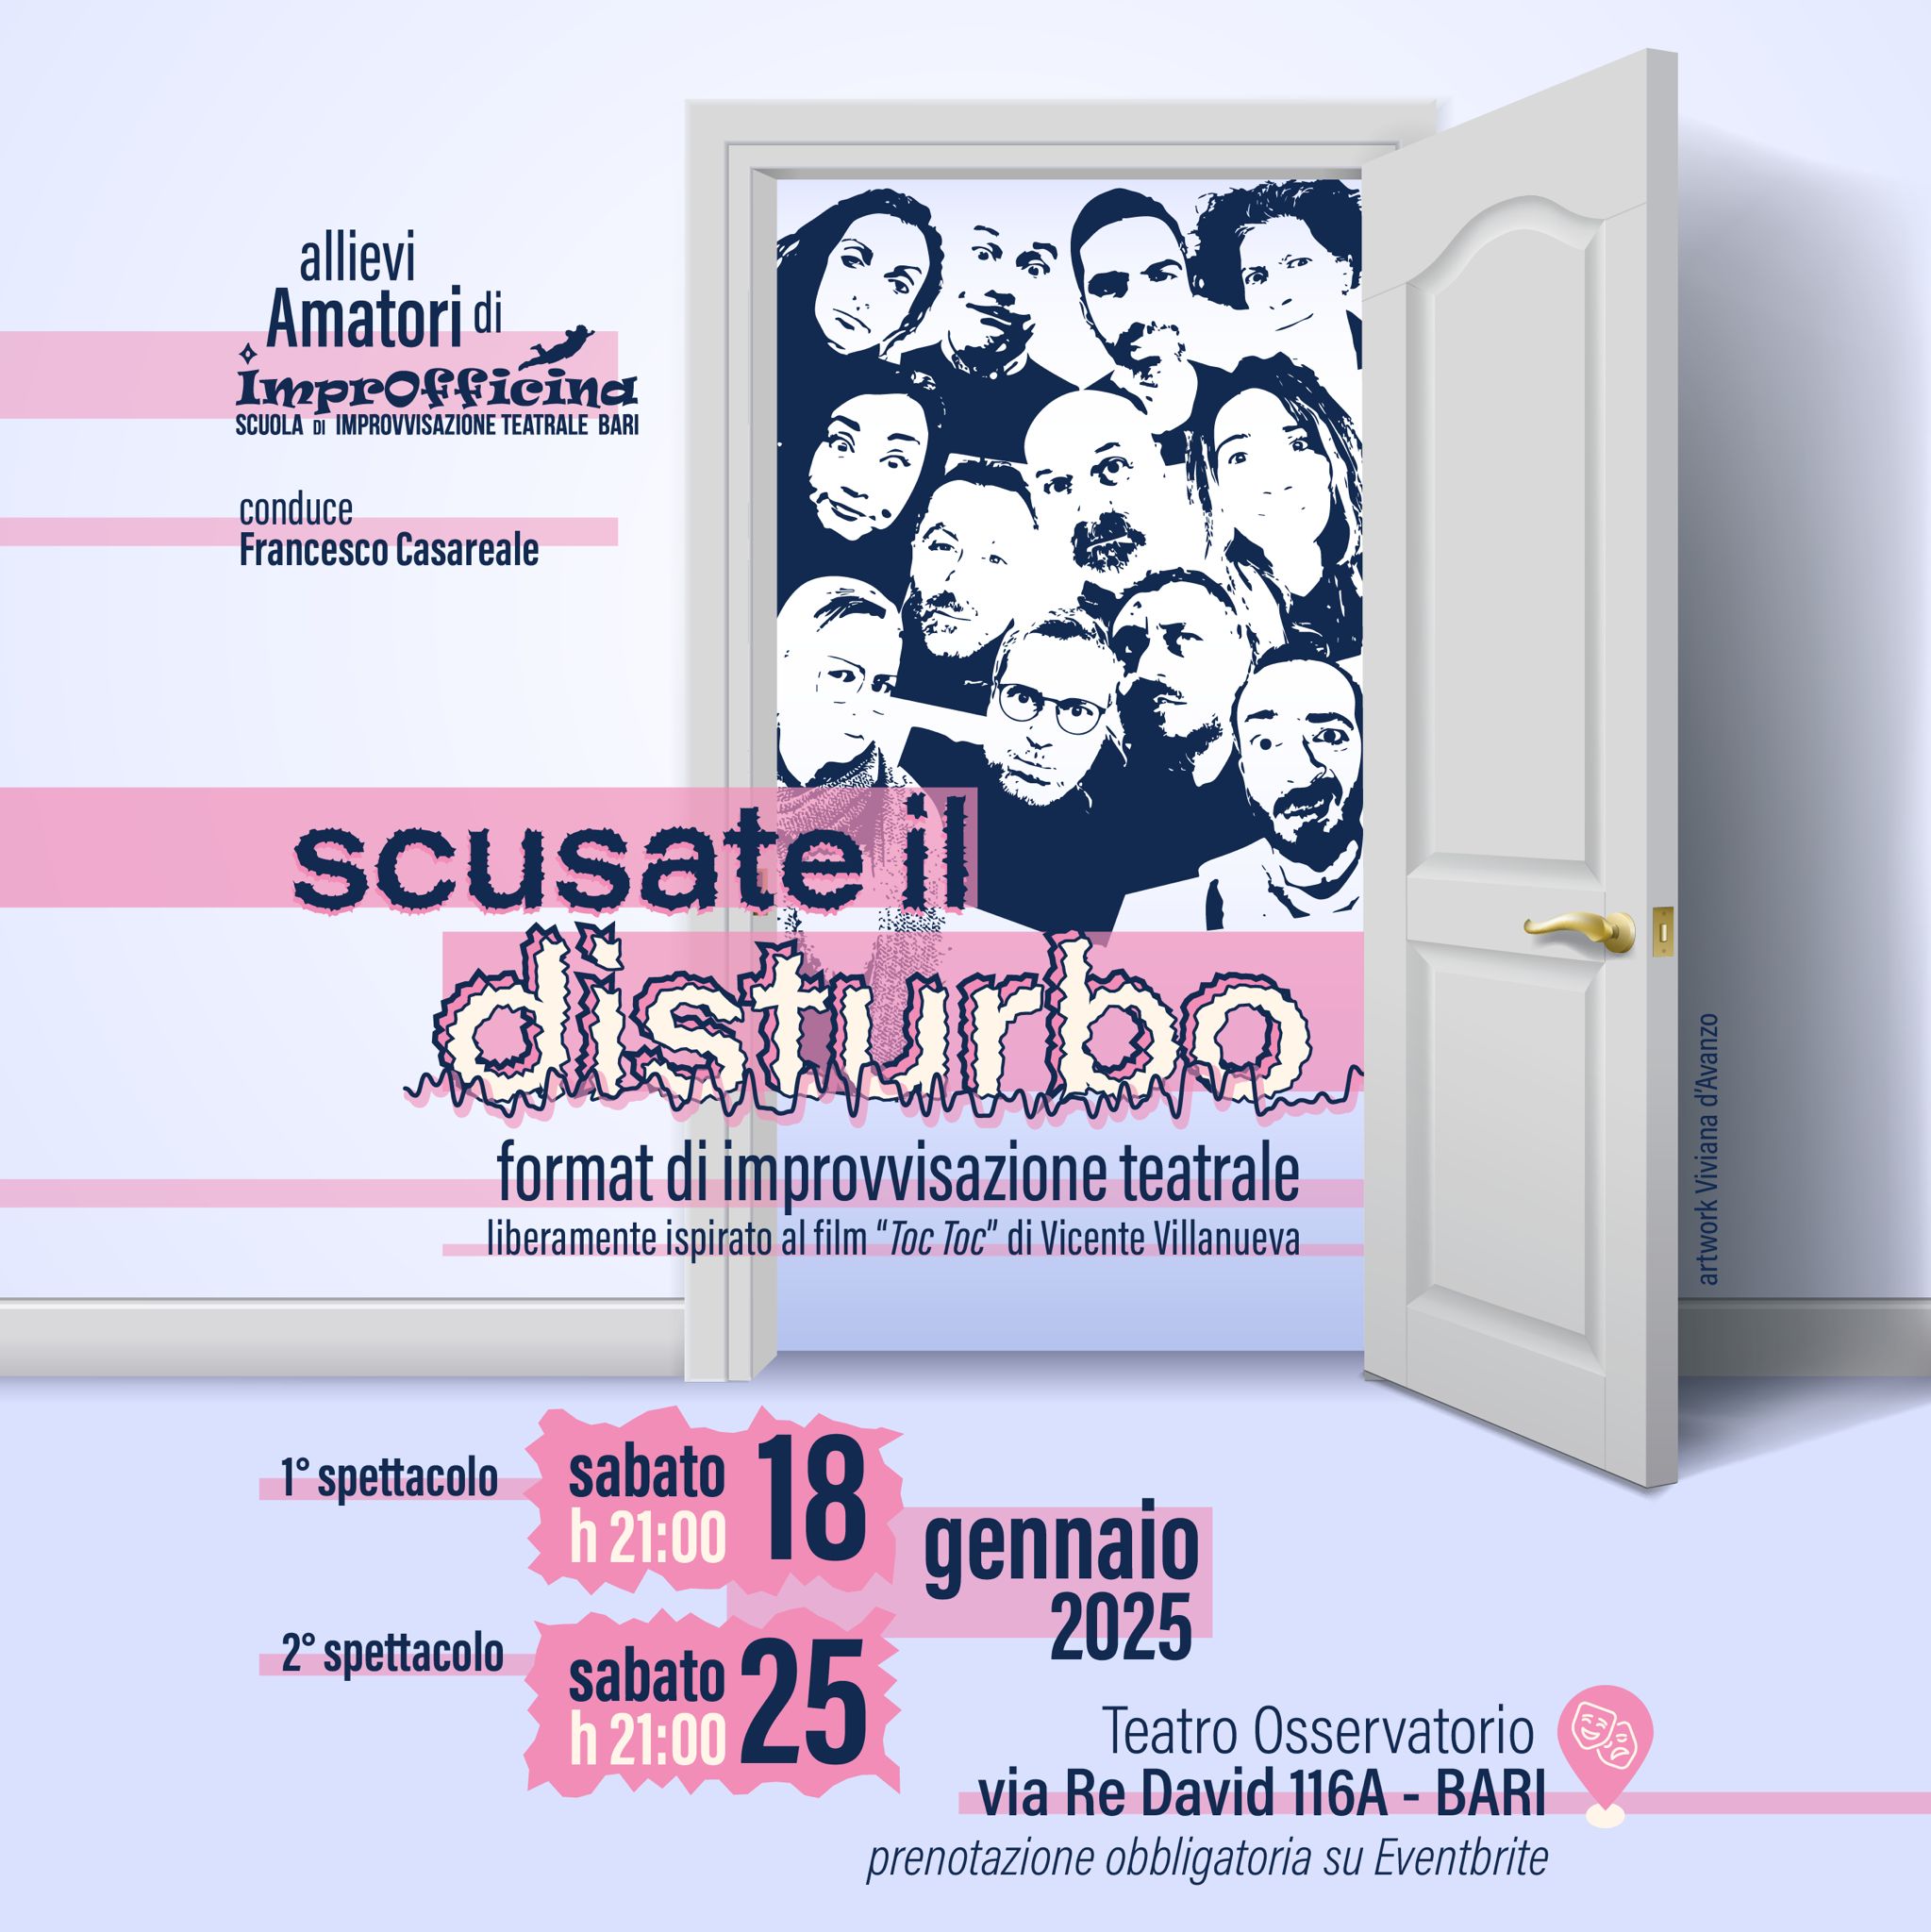 allievi
Amatori di
imprOfficina
SCUOLA DI IMPROVVISAZIONE TEATRALE BARI
conduce
Francesco Casareale
scusate il
disturbo
format di improvvisazione teatrale
liberamente ispirato al film “Toc Toc” di Vicente Villanueva
artwork Viviana d’Avanzo
1° spettacolo
sabato 18
h 21:00
gennaio
2025
2° spettacolo
sabato 25
h 21:00
Teatro Osservatorio
via Re David 116A - BARI
prenotazione obbligatoria su Eventbrite